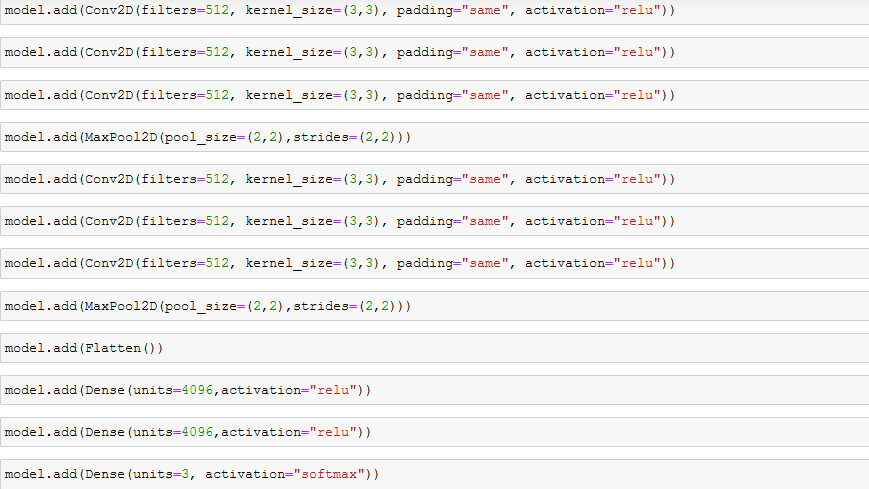 model.add(Conv2D(filters=512, kernel_size=(3,3), padding="same", activation="relu"))
model.add(Conv2D(filters=512, kernel_size=(3,3), padding="same", activation="relu"))
model.add(Conv2D(filters=512, kernel_size=(3,3), padding="same", activation="relu"))
model.add(MaxPool2D(pool_size=(2,2),strides=(2,2)))
model.add(Conv2D(filters=512, kernel_size=(3,3), padding="same", activation="relu"))
model.add(Conv2D(filters=512, kernel_size=(3,3), padding="same", activation="relu"))
model.add(Conv2D(filters=512, kernel_size=(3,3), padding="same", activation="relu"))
model.add(MaxPool2D(pool_size=(2,2),strides=(2,2)))
model.add(Flatten())
model.add(Dense(units=4096,activation="relu"))
model.add(Dense(units=4096,activation="relu"))
model.add(Dense(units=3, activation="softmax"))